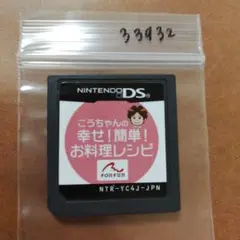 33932
NINTENDO DS
こうちゃんの
幸せ!簡単!
お料理レシピ
FONFUN
NTR-YC4J-JPN